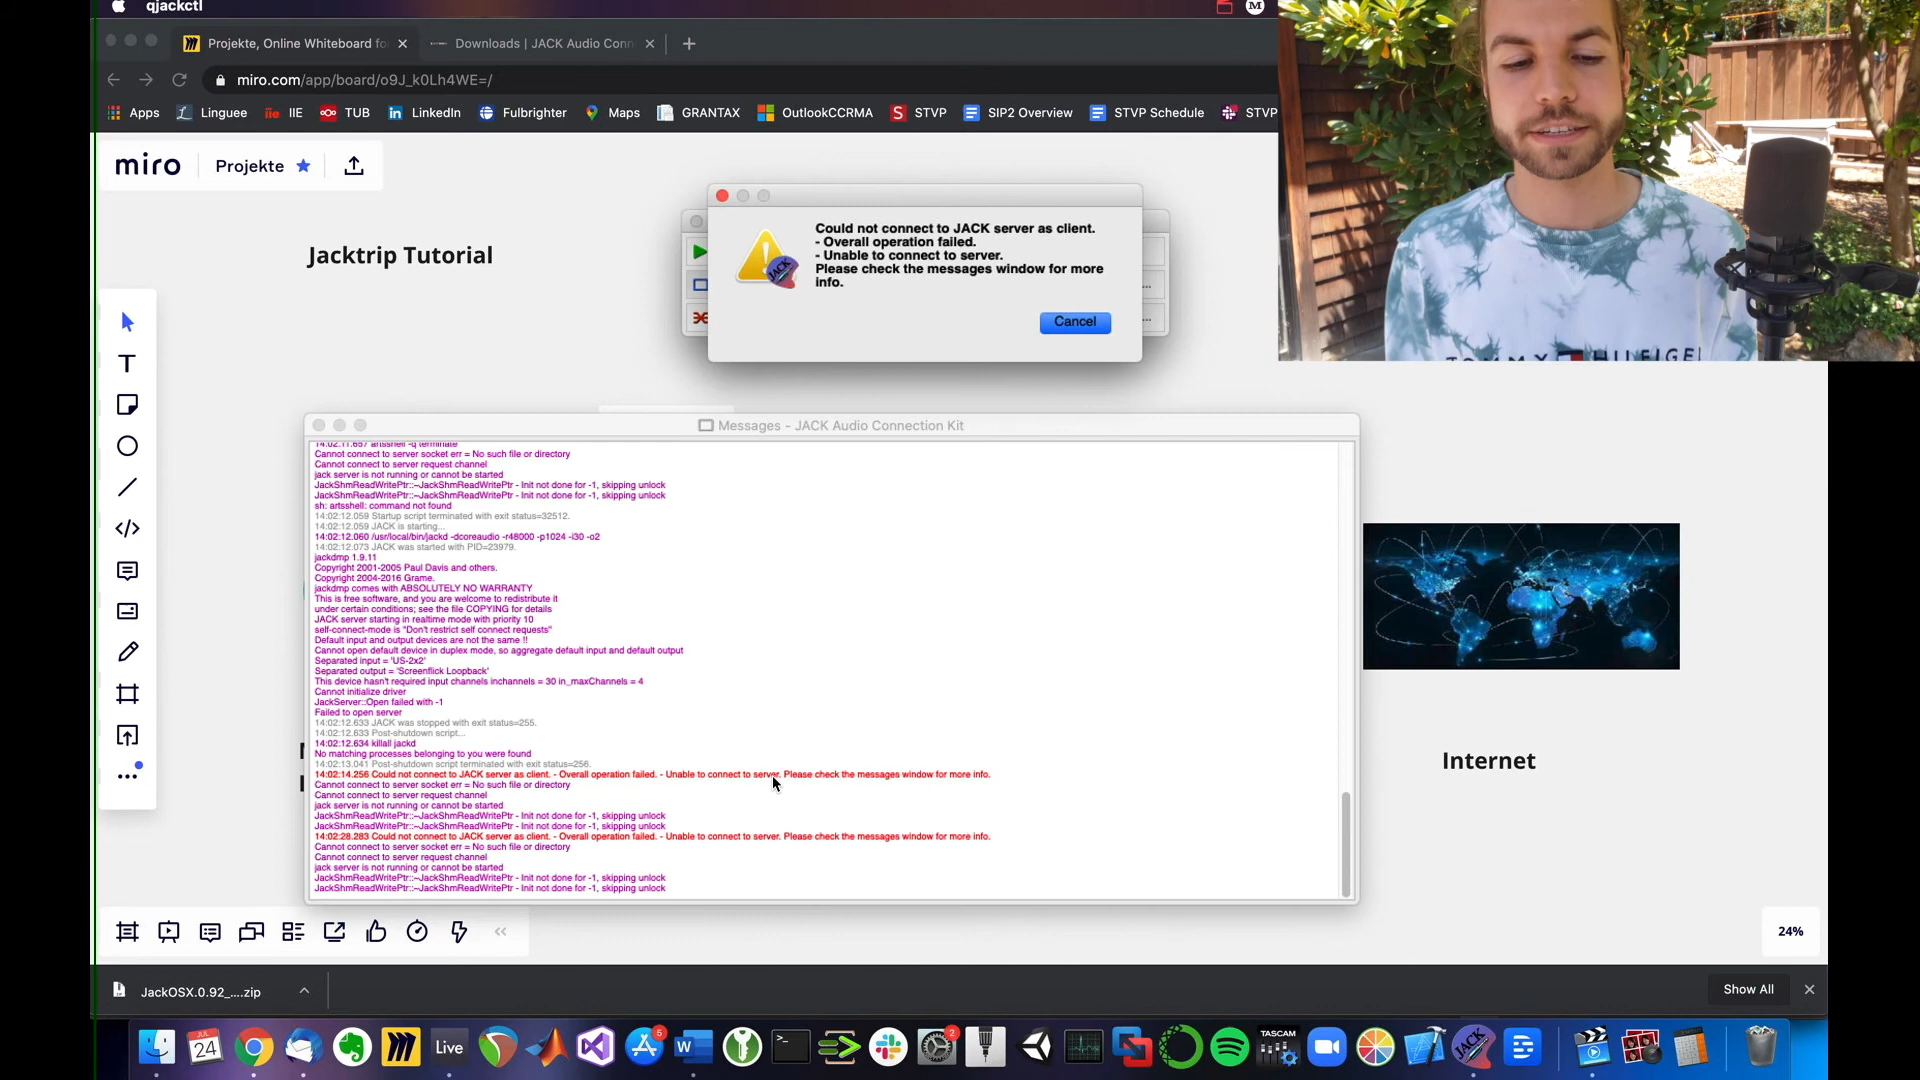 qjackctl
M
Projekte, Online Whiteboard fo
Downloads | JACK Audio Conn
miro.com/app/board/o9J_k0Lh4WE=/
Apps
Linguee
iie
IIE
TUB
LinkedIn
Fulbrighter
Maps
GRANTAX
OutlookCCRMA
STVP
SIP2 Overview
STVP Schedule
STVP
miro
Projekte
Jacktrip Tutorial
Could not connect to JACK server as client.
- Overall operation failed.
- Unable to connect to server.
Please check the messages window for more
info.
Cancel
TOMMY HILFIGER
Messages - JACK Audio Connection Kit
14:02:11.657 artsshell -q terminate
Cannot connect to server socket err = No such file or directory
Cannot connect to server request channel
jack server is not running or cannot be started
JackShmReadWritePtr::~JackShmReadWritePtr - Init not done for -1, skipping unlock
JackShmReadWritePtr::~JackShmReadWritePtr - Init not done for -1, skipping unlock
sh: artsshell: command not found
14:02:12.059 Startup script terminated with exit status=32512.
14:02:12.059 JACK is starting...
14:02:12.060 /usr/local/bin/jackd -dcoreaudio -r48000 -p1024 -i30 -o2
14:02:12.073 JACK was started with PID=23979.
jackdmp 1.9.11
Copyright 2001-2005 Paul Davis and others.
Copyright 2004-2016 Grame.
jackdmp comes with ABSOLUTELY NO WARRANTY
This is free software, and you are welcome to redistribute it
under certain conditions; see the file COPYING for details
JACK server starting in realtime mode with priority 10
self-connect-mode is "Don't restrict self connect requests"
Default input and output devices are not the same !!
Cannot open default device in duplex mode, so aggregate default input and default output
Separated input = 'US-2x2'
Separated output = 'Screenflick Loopback'
This device hasn't required input channels inchannels = 30 in_maxChannels = 4
Cannot initialize driver
JackServer::Open failed with -1
Failed to open server
14:02:12.633 JACK was stopped with exit status=255.
14:02:12.633 Post-shutdown script...
14:02:12.634 killall jackd
No matching processes belonging to you were found
14:02:13.041 Post-shutdown script terminated with exit status=256.
14:02:14.256 Could not connect to JACK server as client. - Overall operation failed. - Unable to connect to server. Please check the messages window for more info.
Cannot connect to server socket err = No such file or directory
Cannot connect to server request channel
jack server is not running or cannot be started
JackShmReadWritePtr::~JackShmReadWritePtr - Init not done for -1, skipping unlock
JackShmReadWritePtr::~JackShmReadWritePtr - Init not done for -1, skipping unlock
14:02:28.283 Could not connect to JACK server as client. - Overall operation failed. - Unable to connect to server. Please check the messages window for more info.
Cannot connect to server socket err = No such file or directory
Cannot connect to server request channel
jack server is not running or cannot be started
JackShmReadWritePtr::~JackShmReadWritePtr - Init not done for -1, skipping unlock
JackShmReadWritePtr::~JackShmReadWritePtr - Init not done for -1, skipping unlock
Internet
24%
JackOSX.0.92_....zip
Show All
JUL
24
Live
5
W
2
TASCAM
JACK